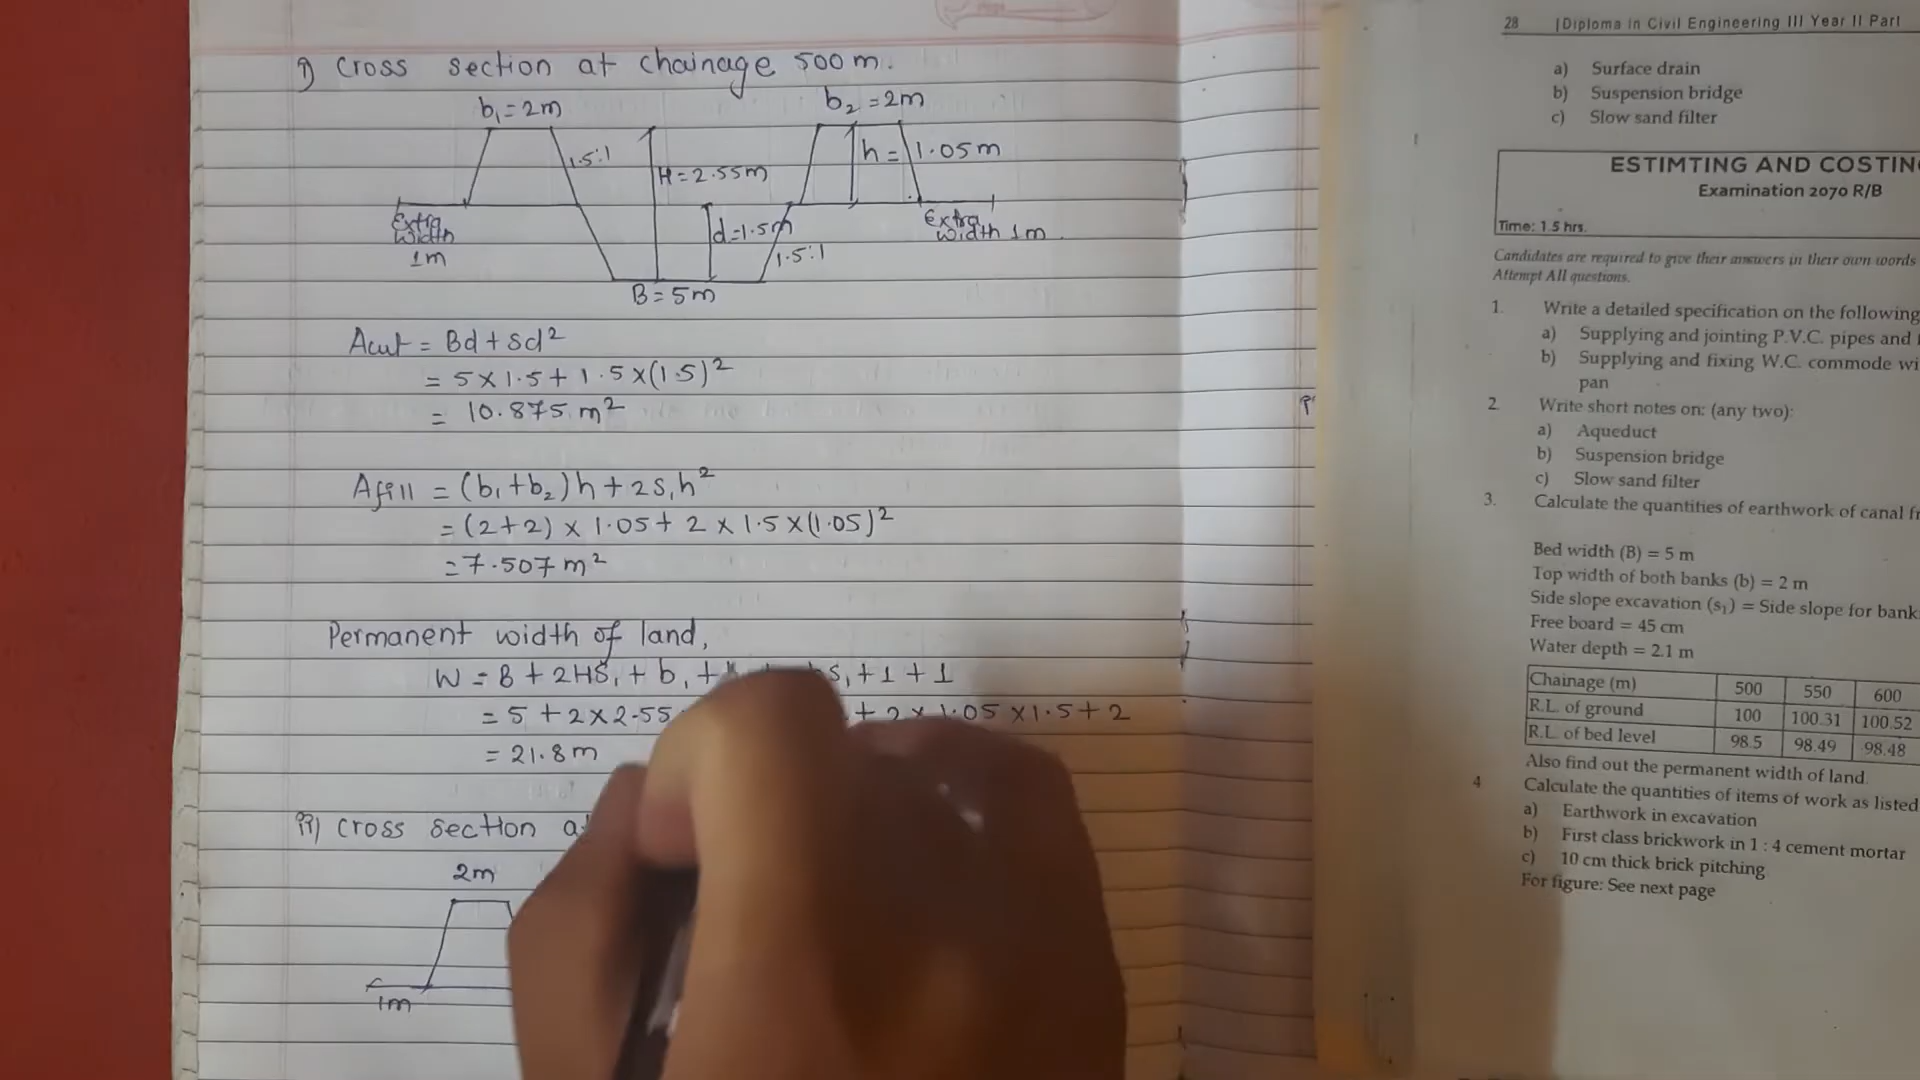 i) Cross section at chainage 500m.
b₁=2m
b₂=2m
1.5:1
H=2.55m
h=1.05m
Extra width 1m
d=1.5m
1.5:1
Extra width 1m
B=5m
Acut = Bd+Sd²
= 5×1.5+1.5×(1.5)²
= 10.875 m²
Afill = (b₁+b₂)h+2S₁h²
= (2+2)×1.05+2×1.5×(1.05)²
= 7.507m²
Permanent width of land,
W = B+2HS₁+b₁+ S₁+1+1
= 5+2×2.55 +2×1.05×1.5+2
= 21.8m
ii) Cross section
2m
1m
28 |Diploma in Civil Engineering III Year II Part
a) Surface drain
b) Suspension bridge
c) Slow sand filter
ESTIMTING AND COSTIN
Examination 2070 R/B
Time: 1.5 hrs.
Candidates are required to give their answers in their own words
Attempt All questions.
1. Write a detailed specification on the following
a) Supplying and jointing P.V.C. pipes and
b) Supplying and fixing W.C. commode wi
pan
2. Write short notes on: (any two):
a) Aqueduct
b) Suspension bridge
c) Slow sand filter
3. Calculate the quantities of earthwork of canal fr
Bed width (B) = 5 m
Top width of both banks (b) = 2 m
Side slope excavation (s₁) = Side slope for bank
Free board = 45 cm
Water depth = 2.1 m
Chainage (m) 500 550 600
R.L. of ground 100 100.31 100.52
R.L. of bed level 98.5 98.49 98.48
Also find out the permanent width of land.
4 Calculate the quantities of items of work as listed
a) Earthwork in excavation
b) First class brickwork in 1 : 4 cement mortar
c) 10 cm thick brick pitching
For figure: See next page